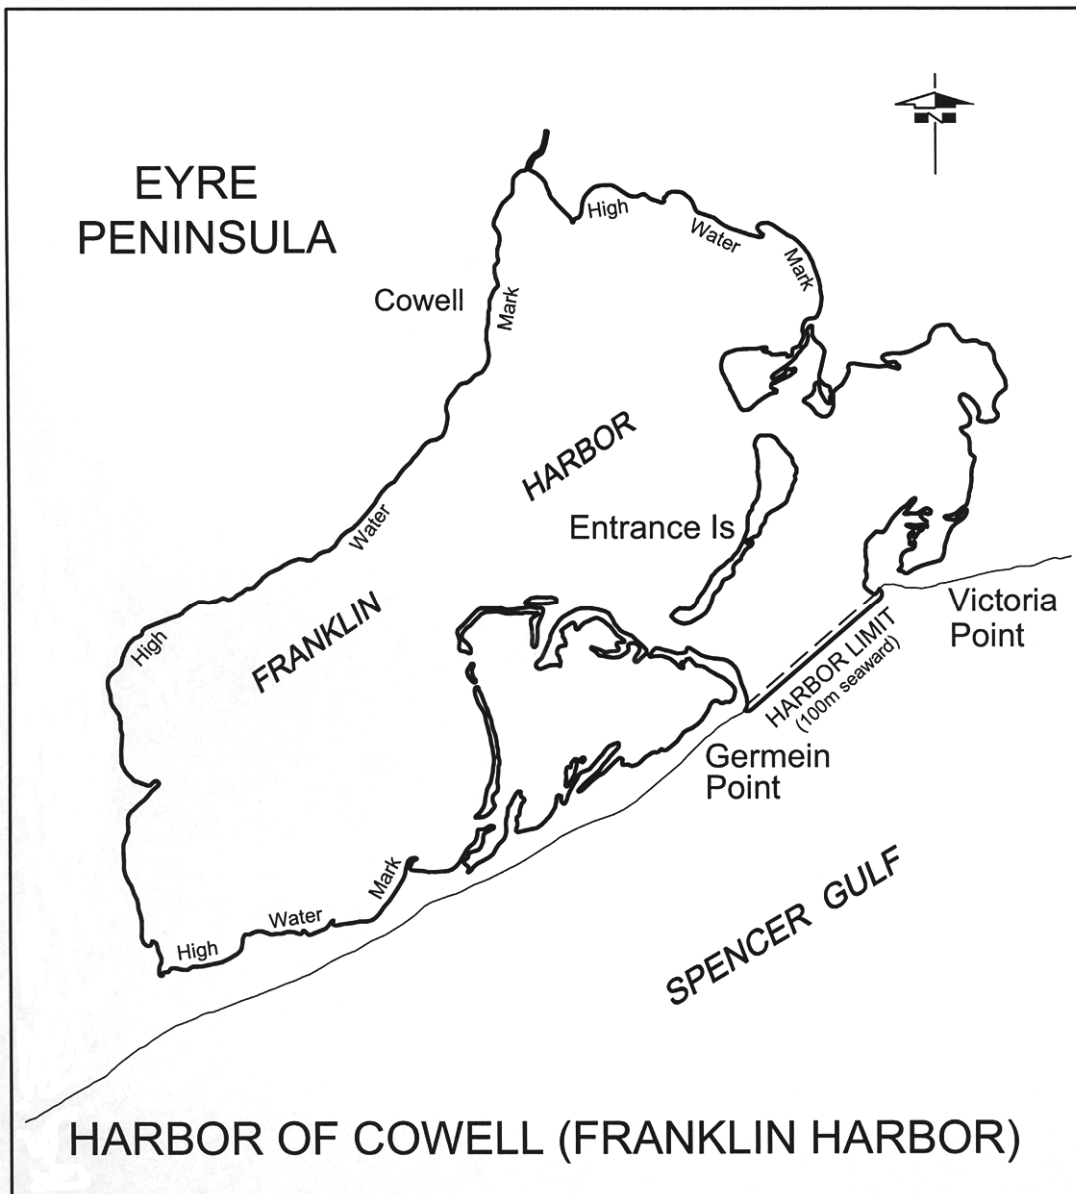 N
EYRE
PENINSULA
High
Water
Mark
Cowell
Mark
HARBOR
Water
Entrance Is
High
FRANKLIN
Victoria
Point
HARBOR LIMIT
(100m seaward)
Germein
Point
Mark
Water
High
SPENCER GULF
HARBOR OF COWELL (FRANKLIN HARBOR)